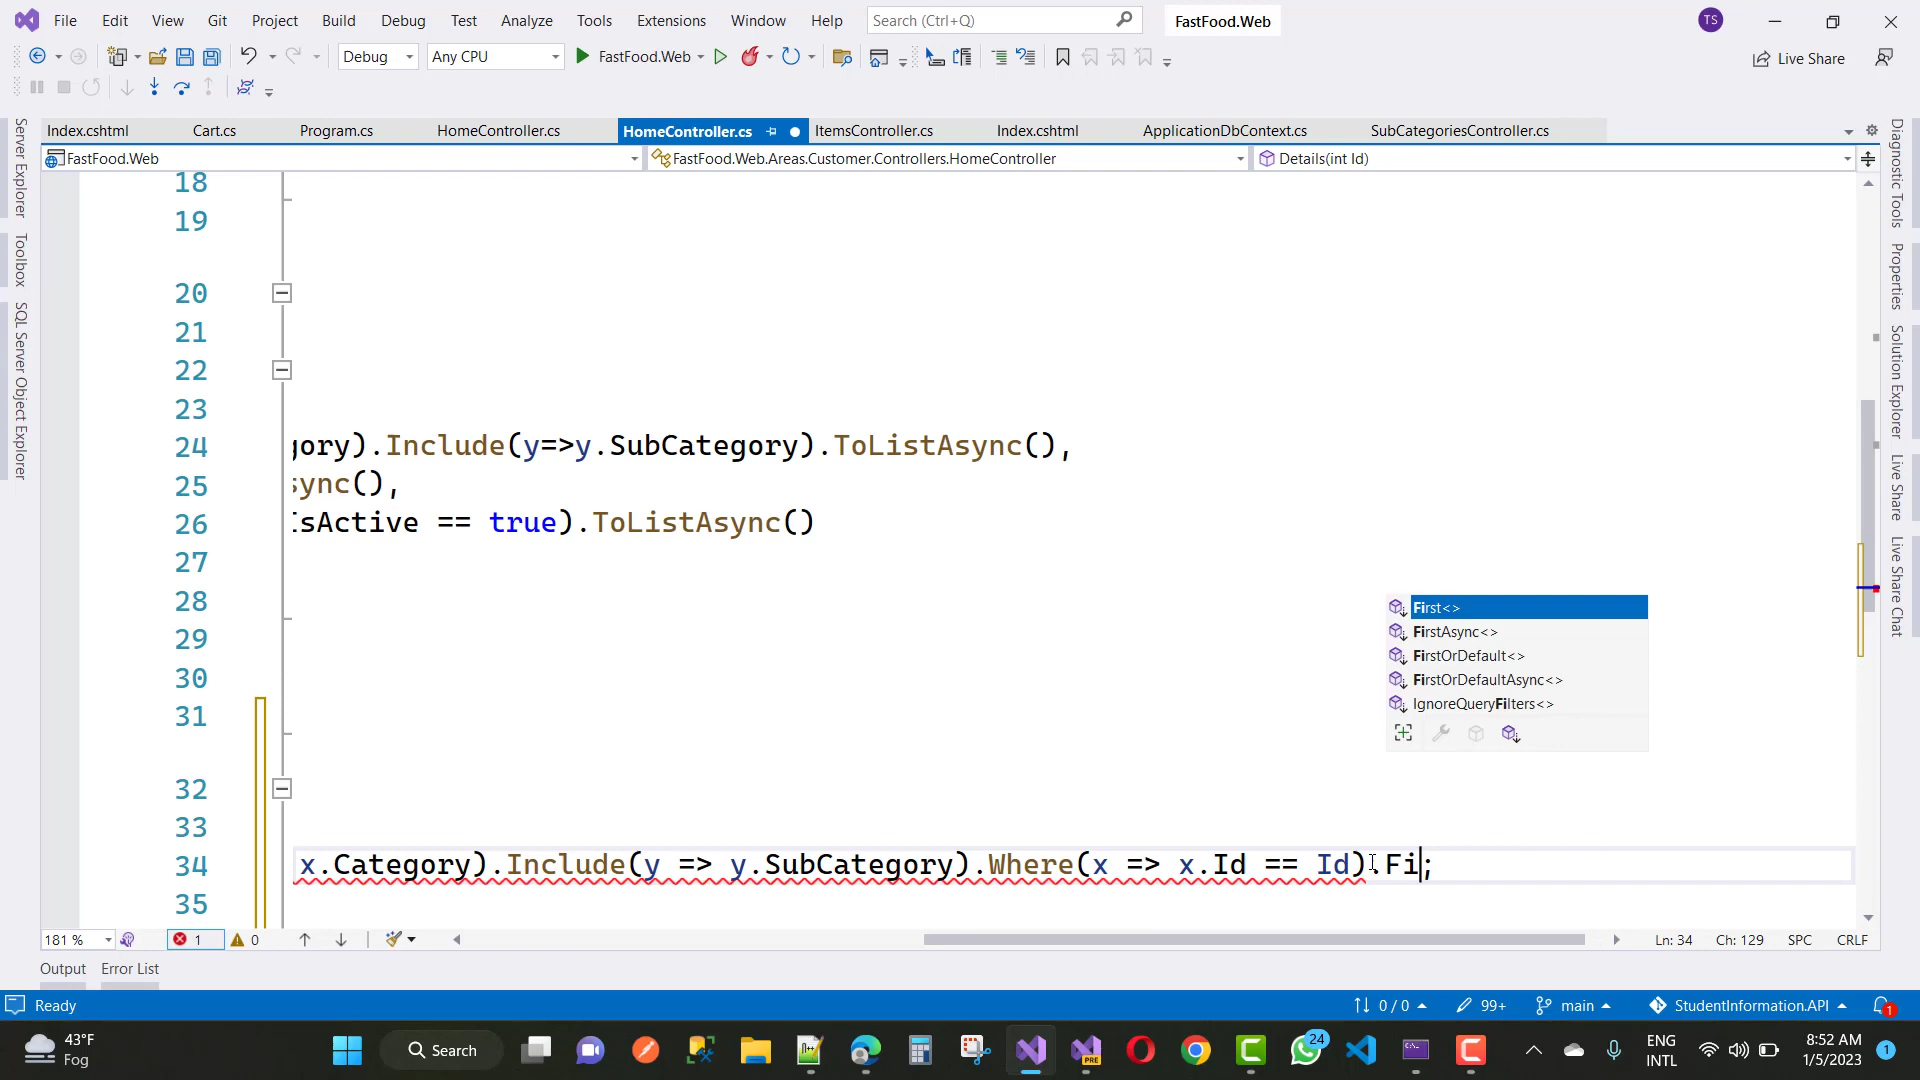 File Edit View Git Project Build Debug Test Analyze Tools Extensions Window Help Search (Ctrl+Q) FastFood.Web TS
Debug Any CPU FastFood.Web Live Share
Index.cshtml Cart.cs Program.cs HomeController.cs HomeController.cs ItemsController.cs Index.cshtml ApplicationDbContext.cs SubCategoriesController.cs
FastFood.Web FastFood.Web.Areas.Customer.Controllers.HomeController Details(int Id)
Server Explorer
Toolbox
SQL Server Object Explorer
Diagnostic Tools
Properties
Solution Explorer
Live Share
Live Share Chat
18
19
20
21
22
23
24 gory).Include(y=>y.SubCategory).ToListAsync(),
25 sync(),
26 IsActive == true).ToListAsync()
27
28
29
30
31
32
33
34 x.Category).Include(y => y.SubCategory).Where(x => x.Id == Id).Fi;
35
First<>
FirstAsync<>
FirstOrDefault<>
FirstOrDefaultAsync<>
IgnoreQueryFilters<>
181 % 1 0 Ln: 34 Ch: 129 SPC CRLF
Output Error List
Ready 0 / 0 99+ main StudentInformation.API 1
43°F
Fog
Search
PRE
24
ENG
INTL
8:52 AM
1/5/2023
1